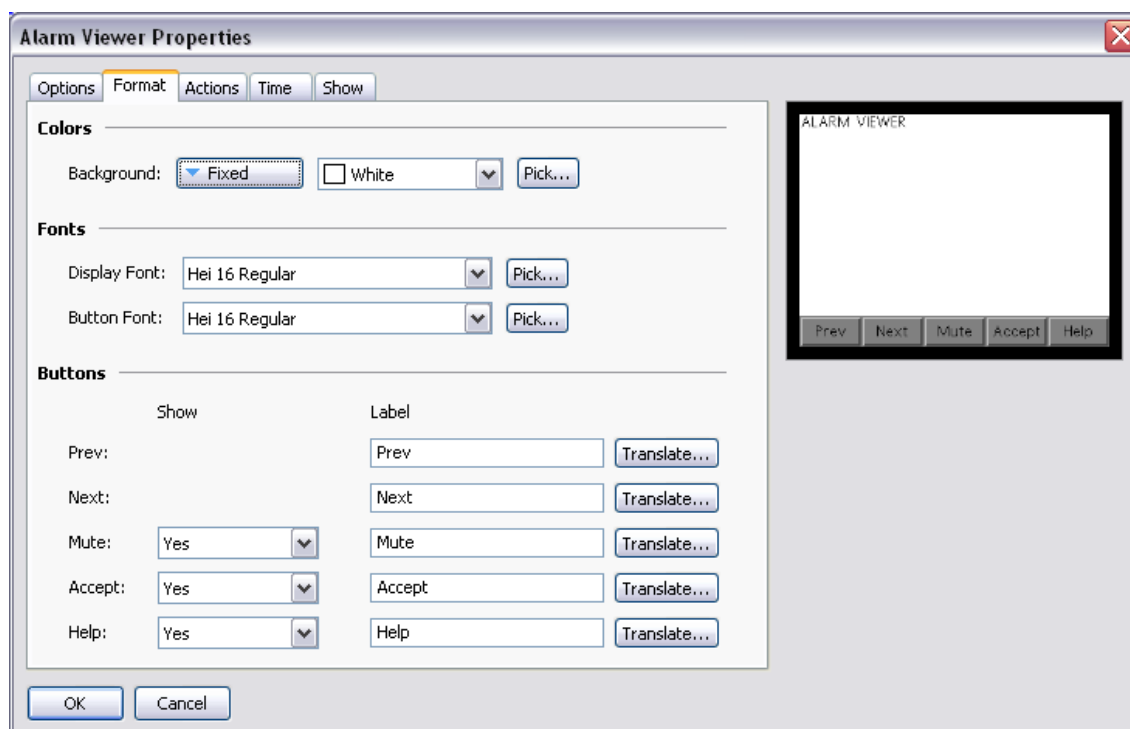 Alarm Viewer Properties
Options Format Actions Time Show
Colors
Background: Fixed White Pick...
Fonts
Display Font: Hei 16 Regular Pick...
Button Font: Hei 16 Regular Pick...
Buttons
Show Label
Prev: Prev Translate...
Next: Next Translate...
Mute: Yes Mute Translate...
Accept: Yes Accept Translate...
Help: Yes Help Translate...
OK Cancel
ALARM VIEWER
Prev Next Mute Accept Help